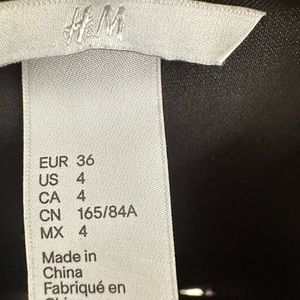 H&M
EUR 36
US 4
CA 4
CN 165/84A
MX 4
Made in
China
Fabriqué en